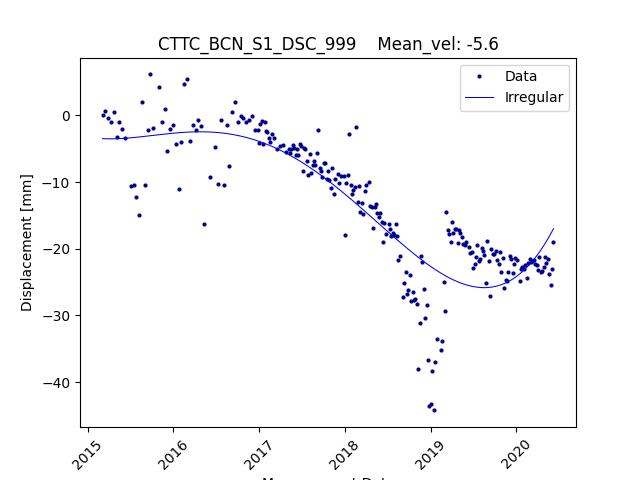 CTTC_BCN_S1_DSC_999    Mean_vel: -5.6
Data
Irregular
Displacement [mm]
0
−10
−20
−30
−40
2015
2016
2017
2018
2019
2020